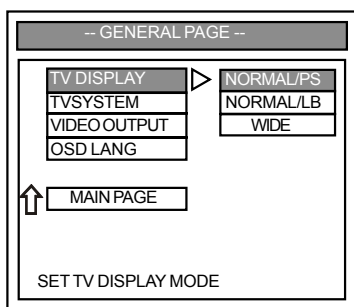 -- GENERAL PAGE --
TV DISPLAY
NORMAL/PS
TVSYSTEM
NORMAL/LB
VIDEO OUTPUT
WIDE
OSD LANG
MAIN PAGE
SET TV DISPLAY MODE